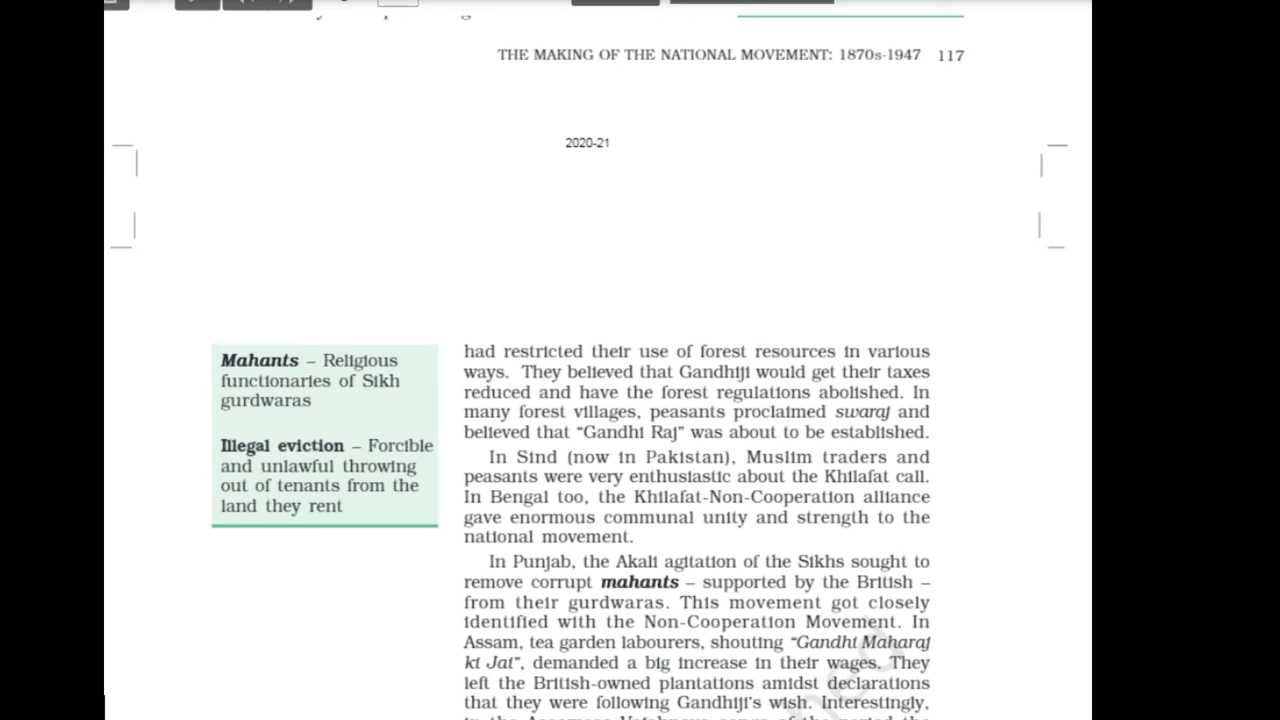 THE MAKING OF THE NATIONAL MOVEMENT: 1870s-1947 117
2020-21
Mahants – Religious
functionaries of Sikh
gurdwaras
Illegal eviction – Forcible
and unlawful throwing
out of tenants from the
land they rent
had restricted their use of forest resources in various
ways. They believed that Gandhiji would get their taxes
reduced and have the forest regulations abolished. In
many forest villages, peasants proclaimed swaraj and
believed that “Gandhi Raj” was about to be established.
In Sind (now in Pakistan), Muslim traders and
peasants were very enthusiastic about the Khilafat call.
In Bengal too, the Khilafat-Non-Cooperation alliance
gave enormous communal unity and strength to the
national movement.
In Punjab, the Akali agitation of the Sikhs sought to
remove corrupt mahants – supported by the British –
from their gurdwaras. This movement got closely
identified with the Non-Cooperation Movement. In
Assam, tea garden labourers, shouting “Gandhi Maharaj
ki Jai”, demanded a big increase in their wages. They
left the British-owned plantations amidst declarations
that they were following Gandhiji’s wish. Interestingly,